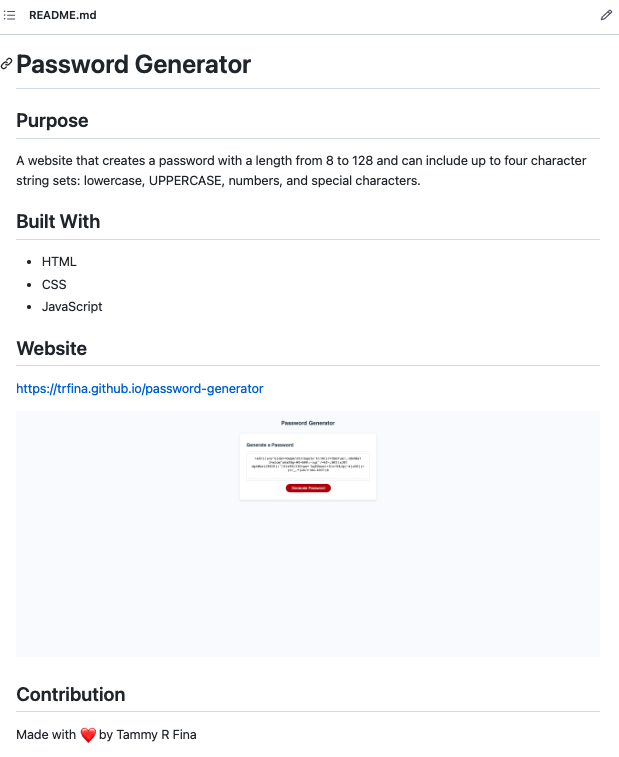 README.md
Password Generator
Purpose
A website that creates a password with a length from 8 to 128 and can include up to four character
string sets: lowercase, UPPERCASE, numbers, and special characters.
Built With
HTML
CSS
JavaScript
Website
https://trfina.github.io/password-generator
Password Generator
Generate a Password
Generate Password
Contribution
Made with ❤️ by Tammy R Fina